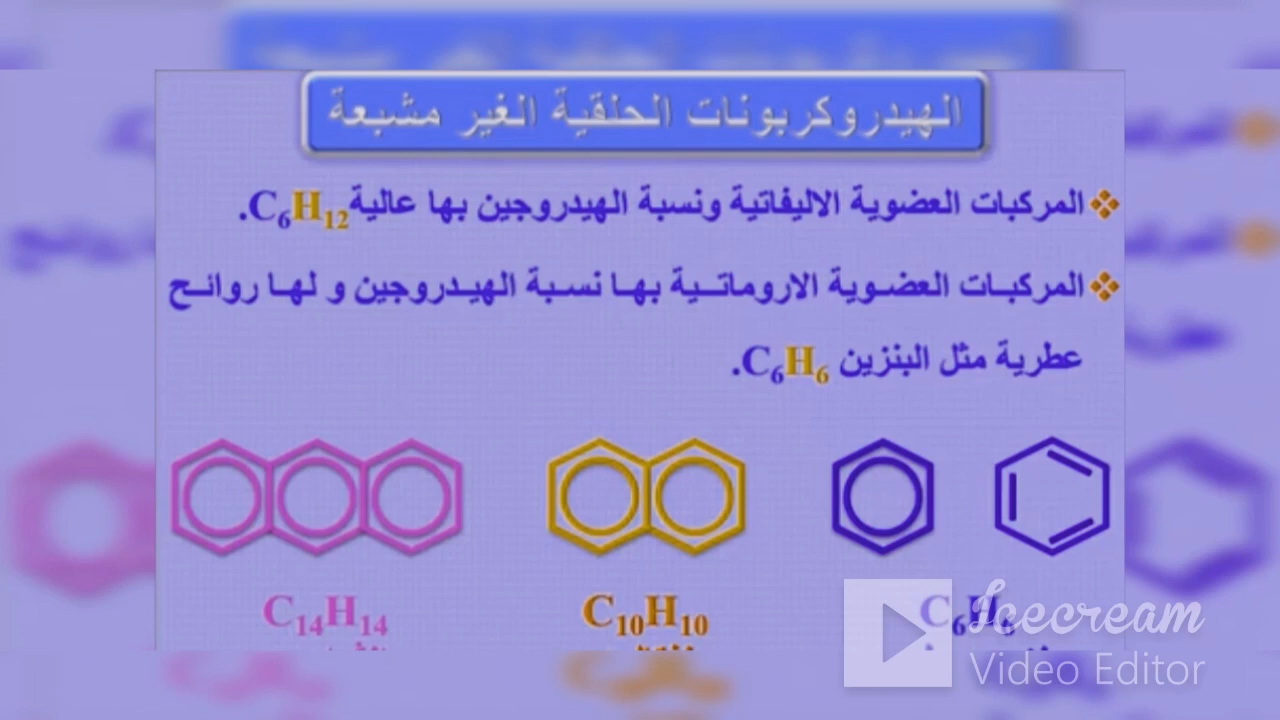 الهيدروكربونات الحلقية الغير مشبعة
❖ المركبات العضوية الاليفاتية ونسبة الهيدروجين بها عالية C₆H₁₂.
❖ المركبات العضوية الاروماتية بها نسبة الهيدروجين و لها روائح
عطرية مثل البنزين C₆H₆.
C₆H₆
C₁₀H₁₀
C₁₄H₁₄
Icecream
Video Editor